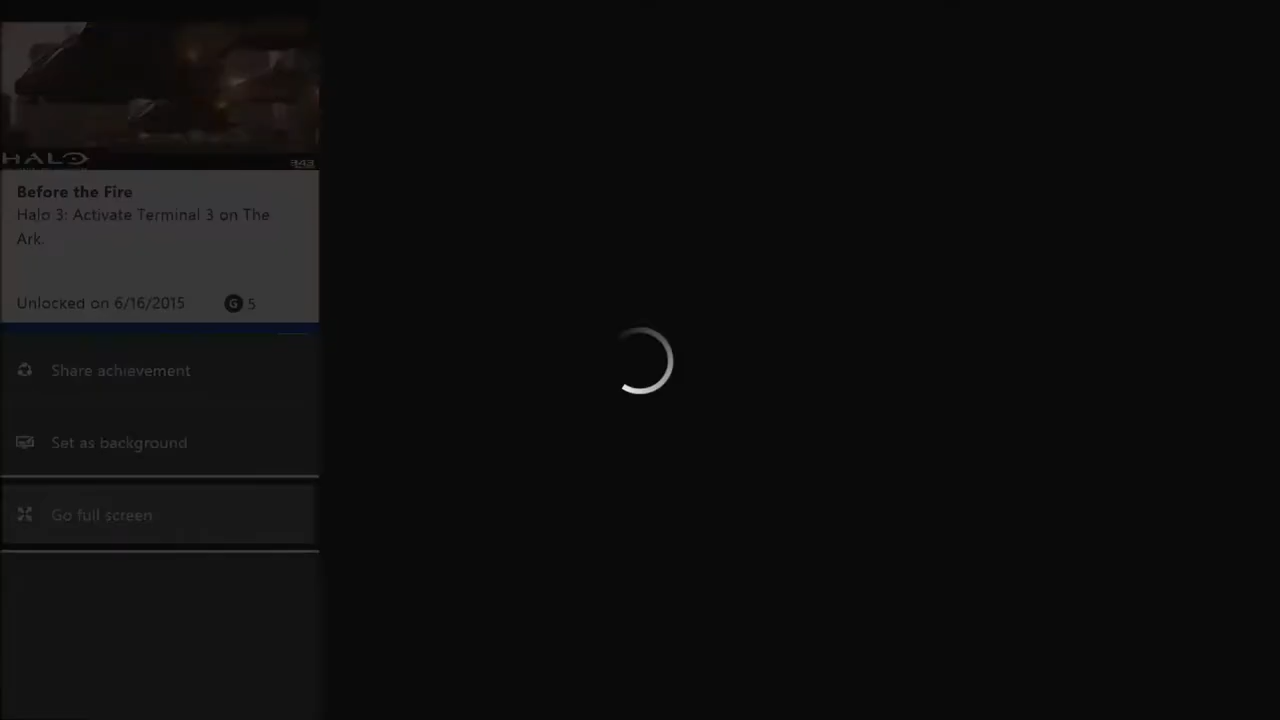 HALO
343
Before the Fire
Halo 3: Activate Terminal 3 on The
Ark.
Unlocked on 6/16/2015 G 5
Share achievement
Set as background
Go full screen